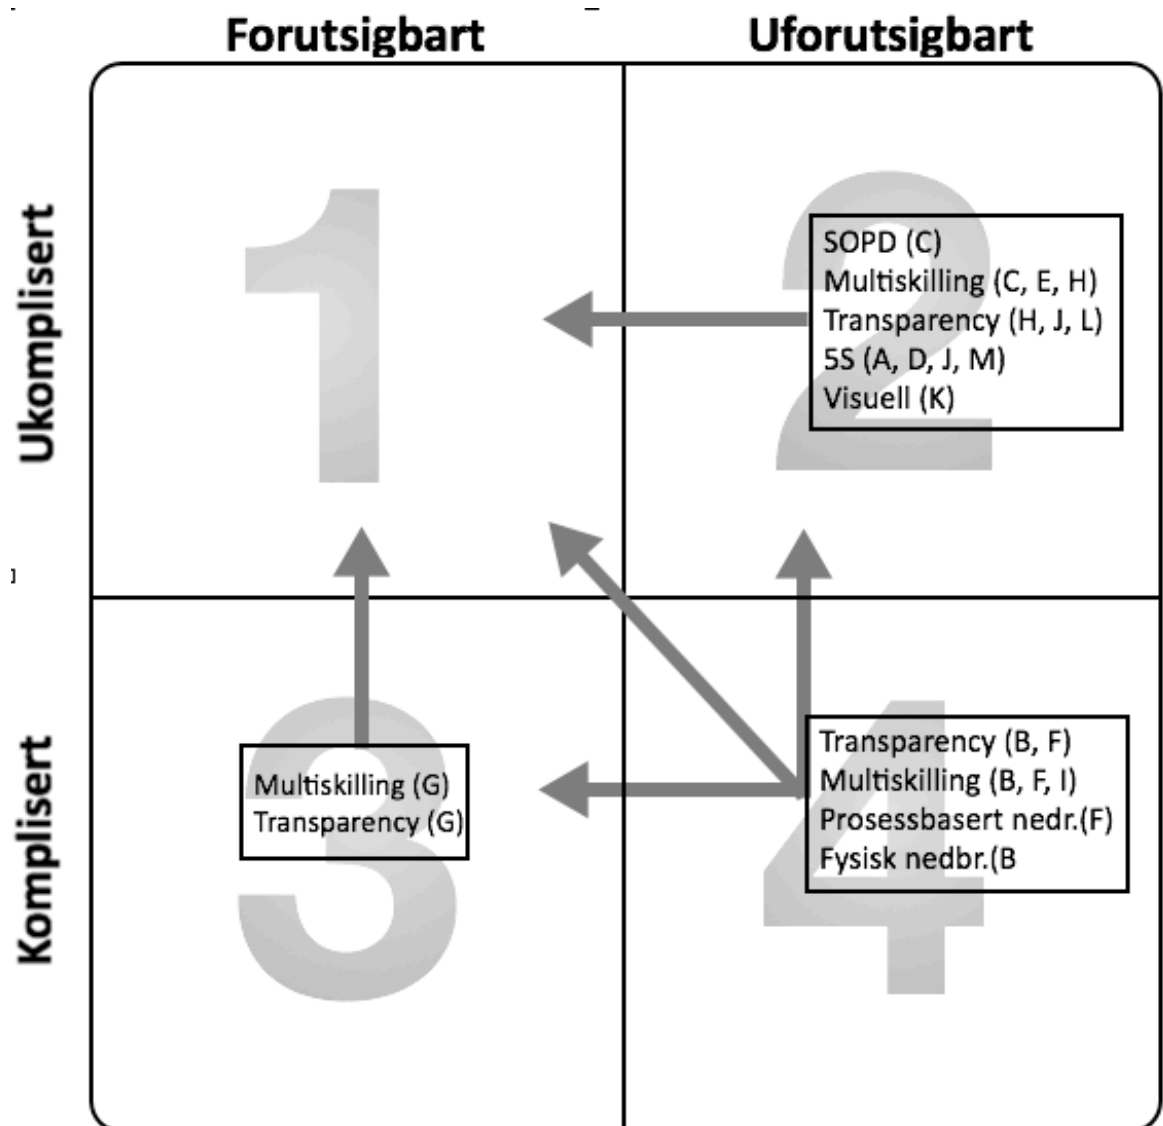 Forutsigbart
Uforutsigbart
Ukomplisert
1
2
SOPD (C)
Multiskilling (C, E, H)
Transparency (H, J, L)
5S (A, D, J, M)
Visuell (K)
Komplisert
3
Multiskilling (G)
Transparency (G)
4
Transparency (B, F)
Multiskilling (B, F, I)
Prosessbasert nedr.(F)
Fysisk nedbr.(B